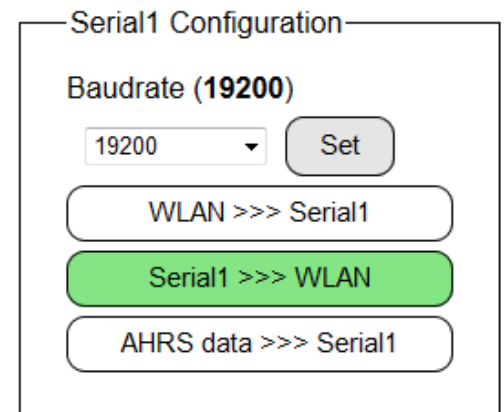 Serial1 Configuration
Baudrate (19200)
19200
Set
WLAN >>> Serial1
Serial1 >>> WLAN
AHRS data >>> Serial1